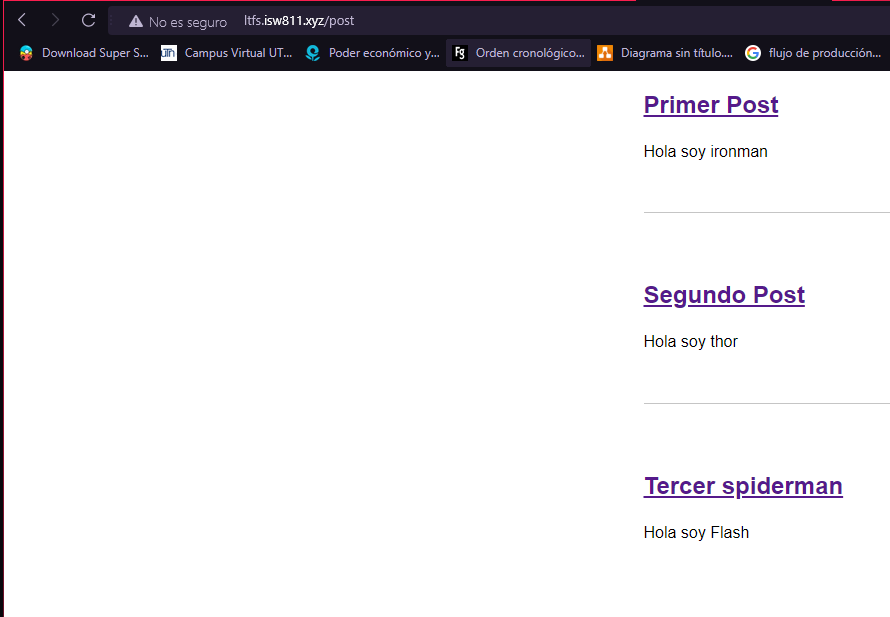 No es seguro ltfs.isw811.xyz/post
Download Super S... Campus Virtual UT... Poder económico y... Orden cronológico... Diagrama sin título.... flujo de producción...
Primer Post
Hola soy ironman
Segundo Post
Hola soy thor
Tercer spiderman
Hola soy Flash